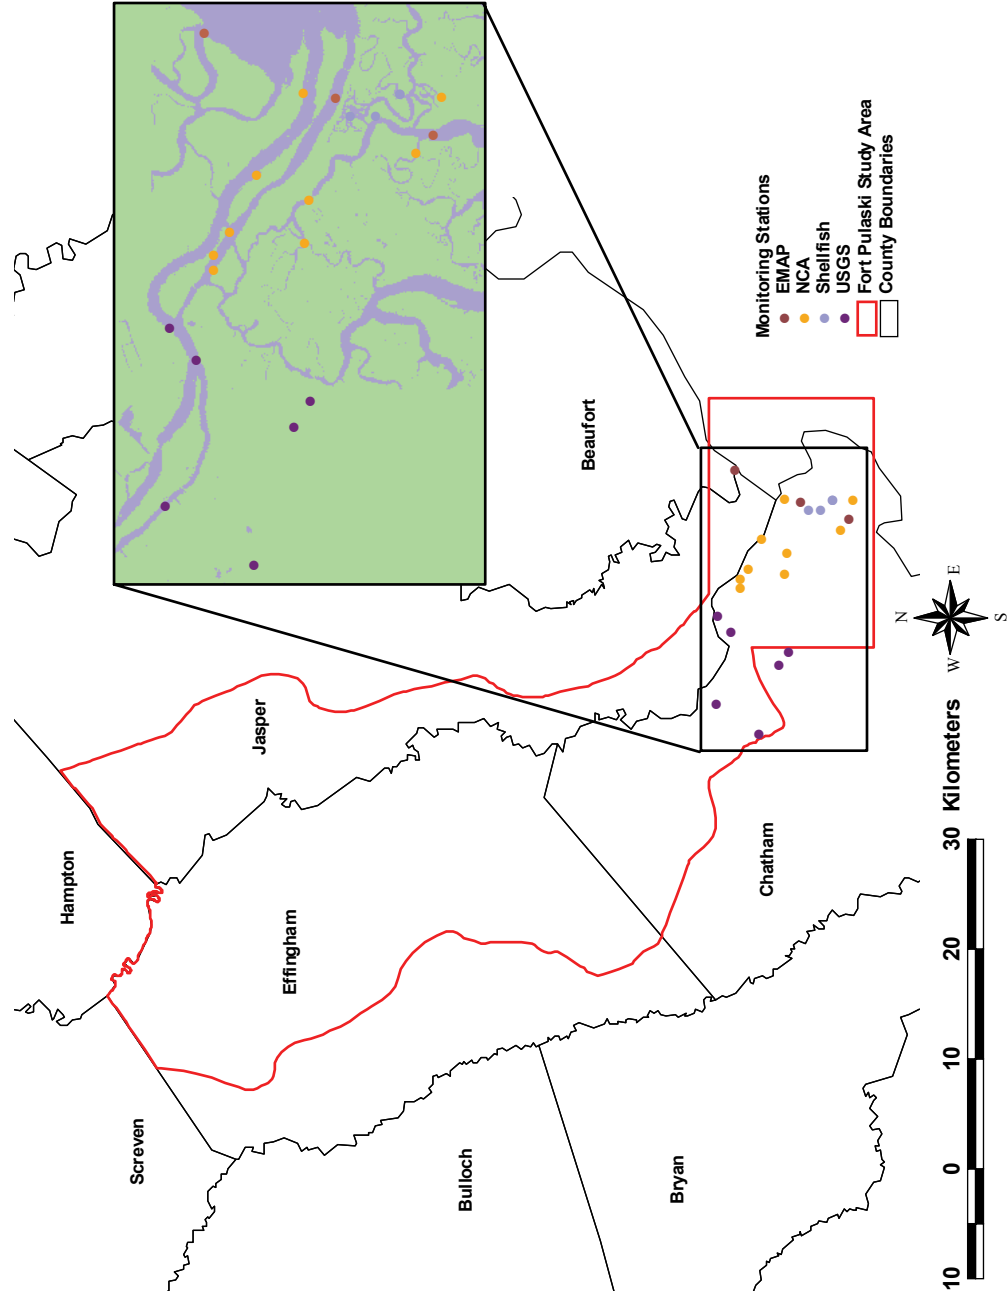 Hampton
Screven
Jasper
Effingham
Beaufort
Bulloch
Bryan
Chatham
Monitoring Stations
EMAP
NCA
Shellfish
USGS
Fort Pulaski Study Area
County Boundaries
N
W
E
S
10 0 10 20 30 Kilometers